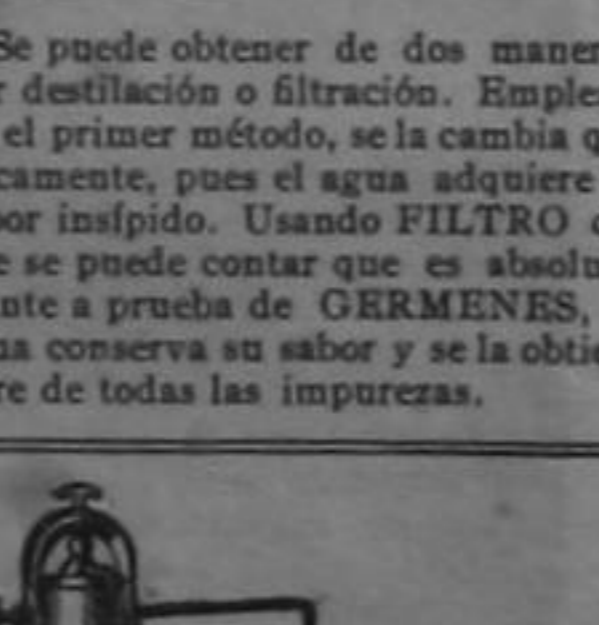 Se puede obtener de dos maner
r destilación o filtración. Emple
el primer método, se la cambia q
camente, pues el agua adquiere
bor insípido. Usando FILTRO
e se puede contar que es absolu
nte a prueba de GERMENES,
ua conserva su sabor y se la obti
re de todas las impurezas.